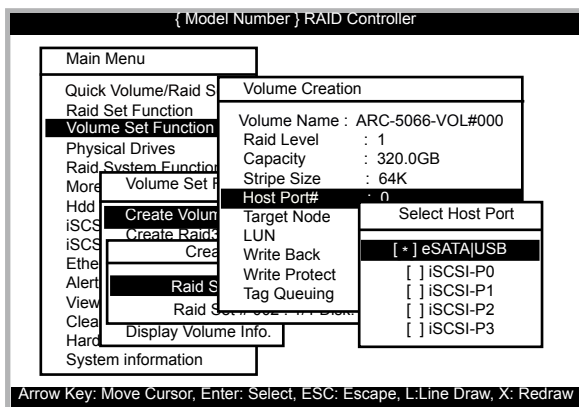 { Model Number } RAID Controller
Main Menu
Quick Volume/Raid S
Raid Set Function
Volume Set Function
Physical Drives
Raid System Function
More
Hdd
iSCS
iSCS
Ethe
Alert
View
Clea
Hard
System information
Volume Set F
Create Volum
Create Raid3
Display Volume Info.
Crea
Raid S
Raid Set # 002 : 4/4 Disk:
Volume Creation
Volume Name : ARC-5066-VOL#000
Raid Level : 1
Capacity : 320.0GB
Stripe Size : 64K
Host Port# : 0
Target Node
LUN
Write Back
Write Protect
Tag Queuing
Select Host Port
[ * ] eSATA|USB
[ ] iSCSI-P0
[ ] iSCSI-P1
[ ] iSCSI-P2
[ ] iSCSI-P3
Arrow Key: Move Cursor, Enter: Select, ESC: Escape, L:Line Draw, X: Redraw